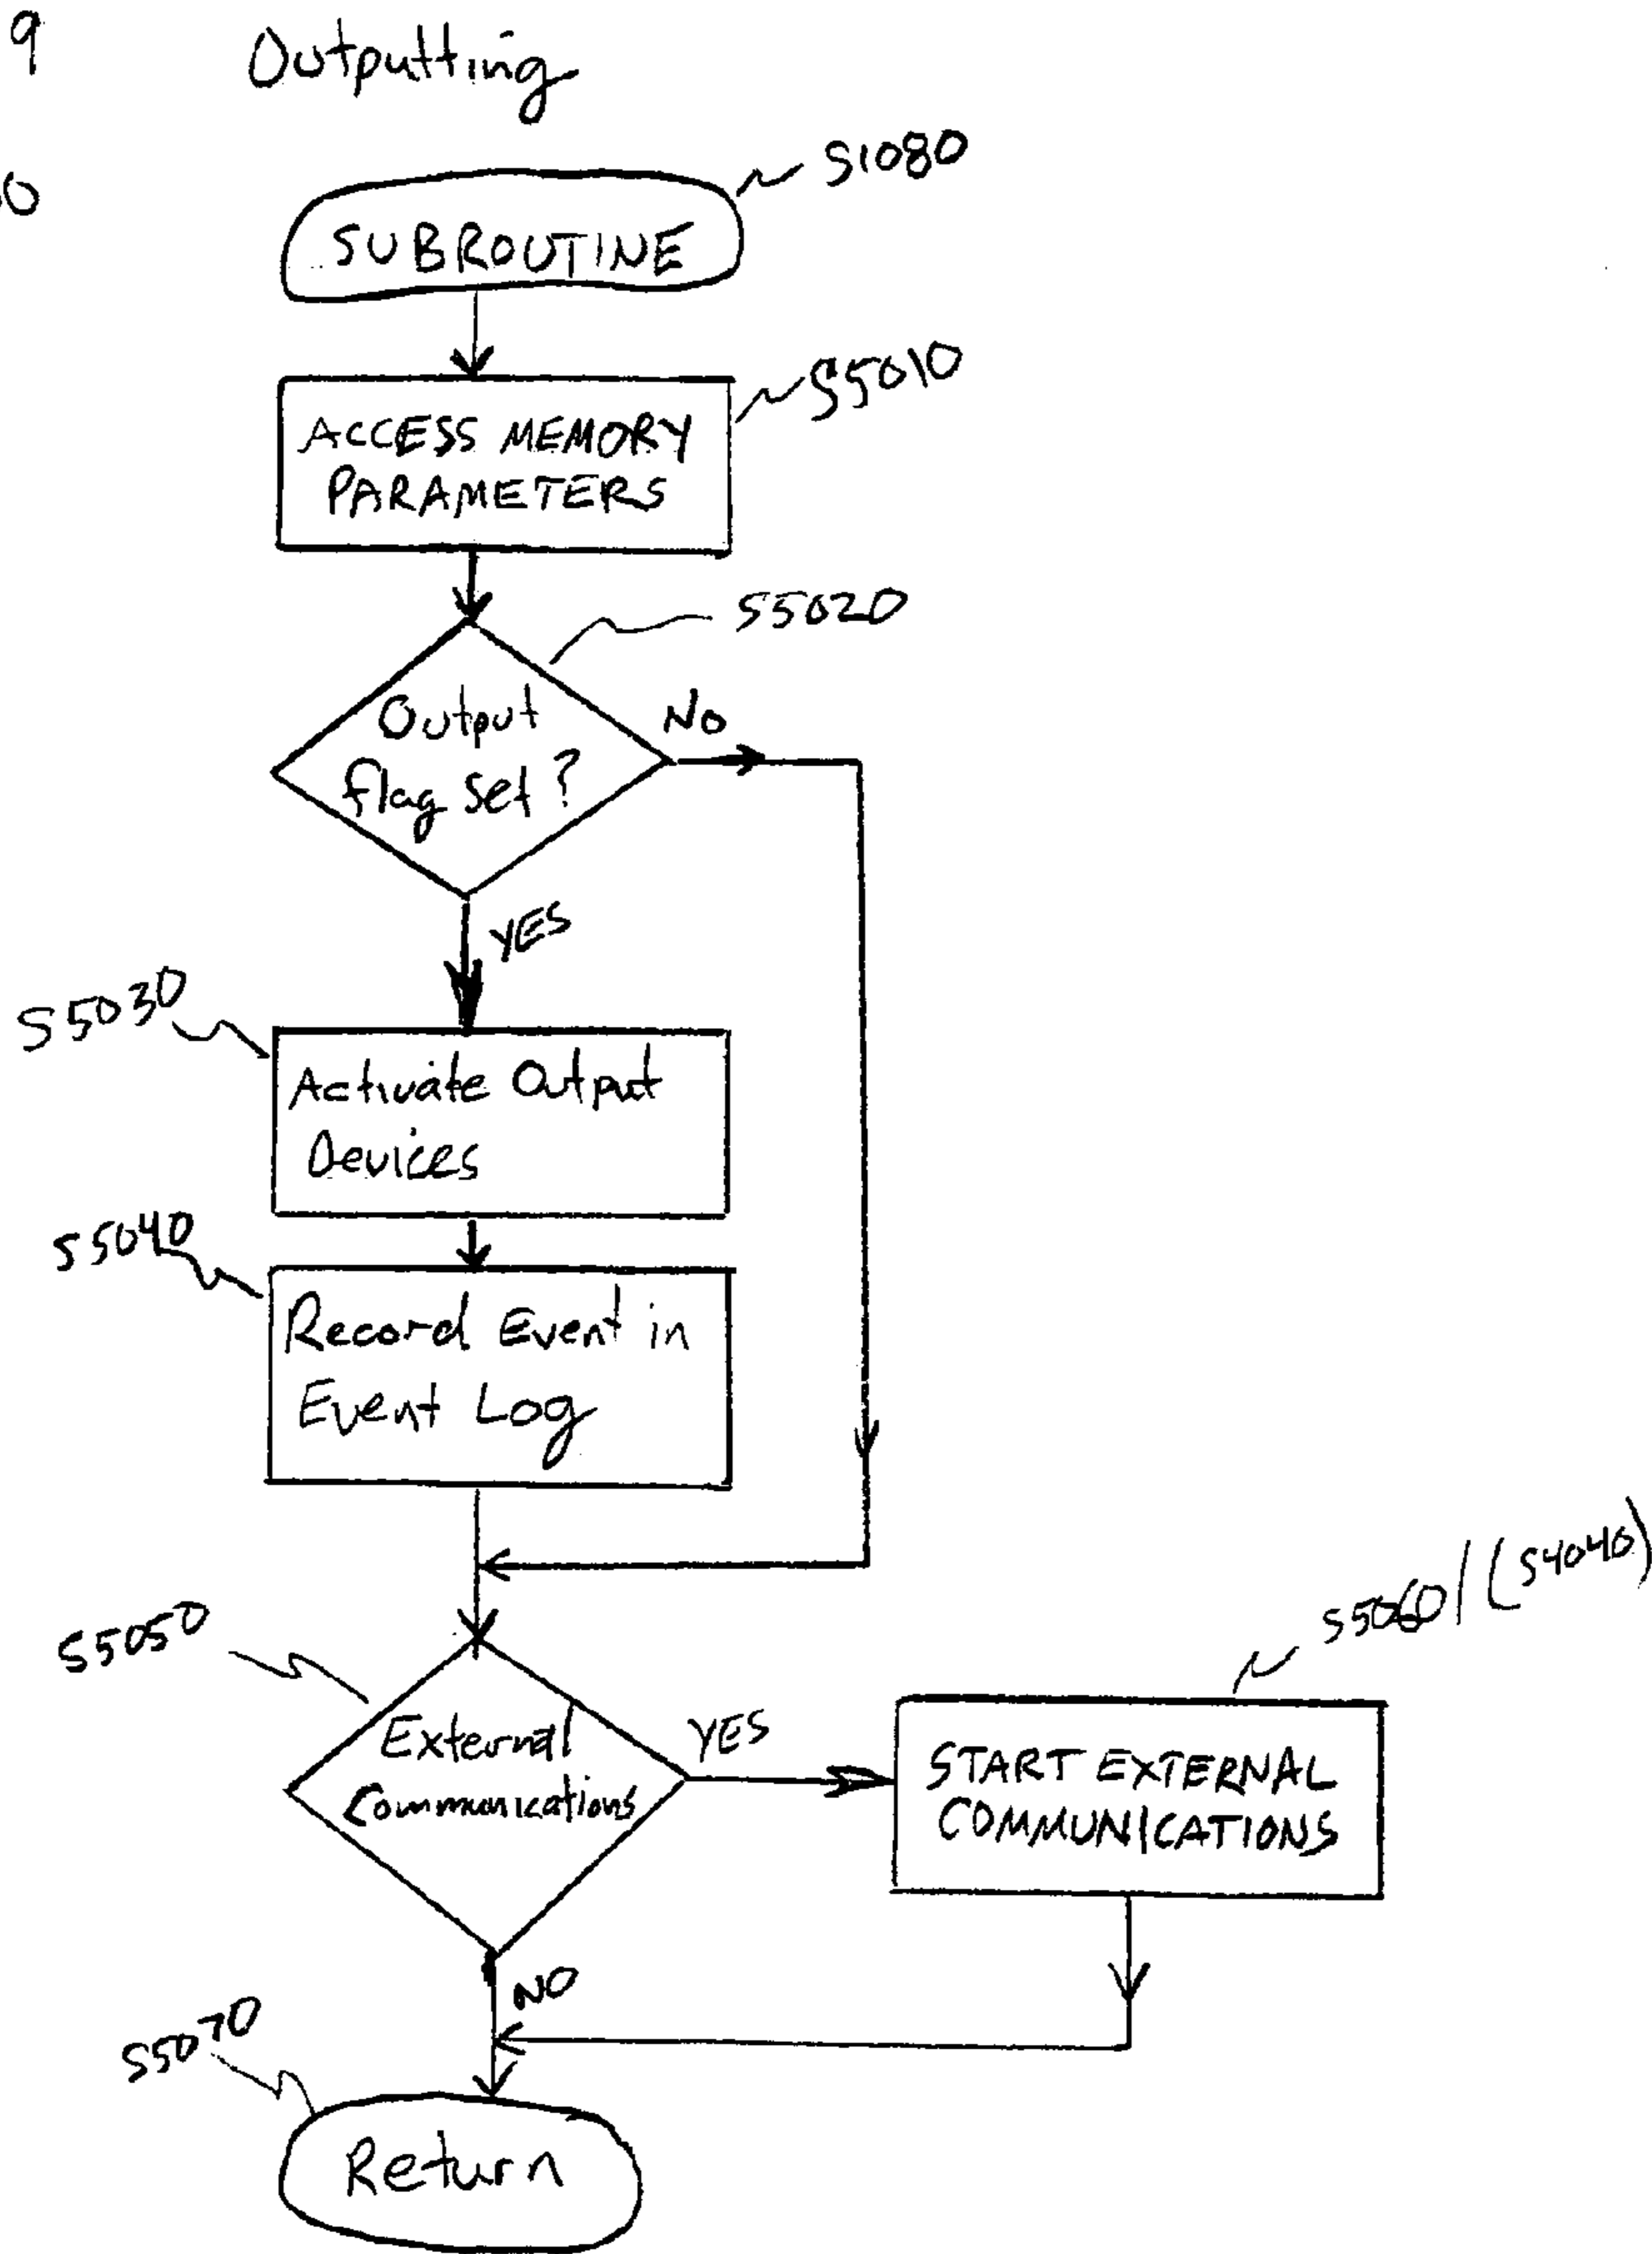 9
Outputting
S1080
SUBROUTINE
S5010
ACCESS MEMORY
PARAMETERS
S5020
Output
flag set?
NO
YES
S5030
Activate Output
Devices
S5040
Record Event in
Event Log
S5050
External
Communications
YES
S5060/(S4040)
START EXTERNAL
COMMUNICATIONS
NO
S5070
Return